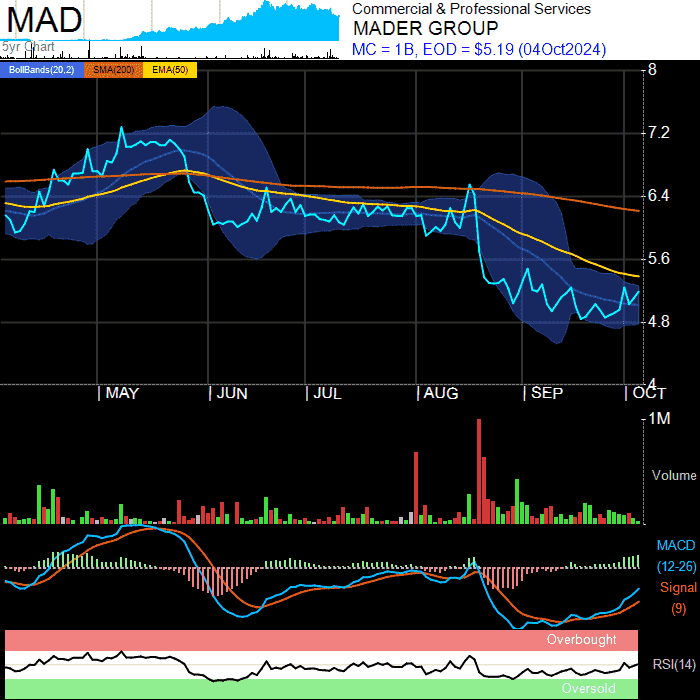 MAD
Commercial & Professional Services
MADER GROUP
5yr Chart
MC = 1B, EOD = $5.19 (04Oct2024)
BollBands(20,2) SMA(200) EMA(50)
8
7.2
6.4
5.6
4.8
4
MAY JUN JUL AUG SEP OCT
1M
Volume
MACD
(12-26)
Signal
(9)
Overbought
RSI(14)
Oversold